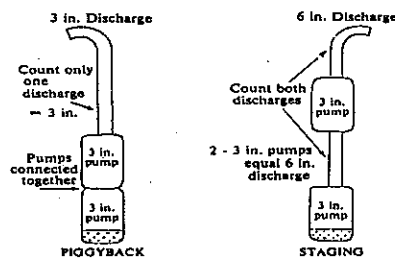 3 in. Discharge
Count only
one
discharge
— 3 in.
3 in.
pump
Pumps
connected
together
3 in.
pump
PIGGYBACK
6 in. Discharge
Count both
discharges
3 in.
pump
2 - 3 in. pumps
equal 6 in.
discharge
3 in.
pump
STAGING